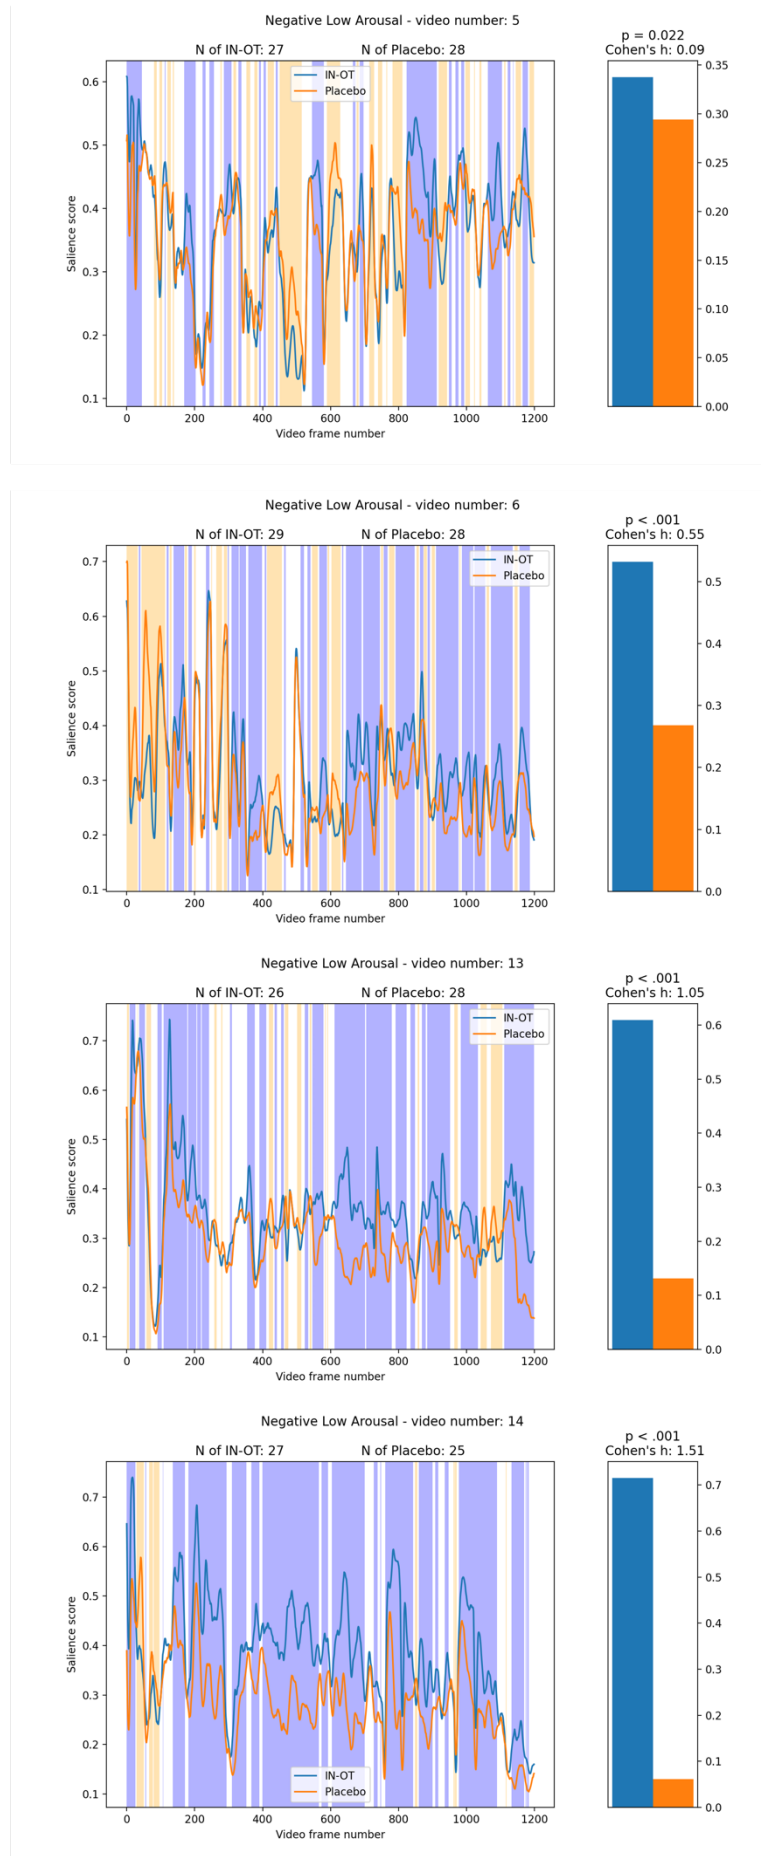 Negative Low Arousal - video number: 5
N of IN-OT: 27 N of Placebo: 28
p = 0.022
Cohen's h: 0.09
IN-OT
Placebo
Salience score
0.6
0.5
0.4
0.3
0.2
0.1
0 200 400 600 800 1000 1200
Video frame number
0.35
0.30
0.25
0.20
0.15
0.10
0.05
0.00
Negative Low Arousal - video number: 6
N of IN-OT: 29 N of Placebo: 28
p < .001
Cohen's h: 0.55
IN-OT
Placebo
Salience score
0.7
0.6
0.5
0.4
0.3
0.2
0.1
0 200 400 600 800 1000 1200
Video frame number
0.5
0.4
0.3
0.2
0.1
0.0
Negative Low Arousal - video number: 13
N of IN-OT: 26 N of Placebo: 28
p < .001
Cohen's h: 1.05
IN-OT
Placebo
Salience score
0.7
0.6
0.5
0.4
0.3
0.2
0.1
0 200 400 600 800 1000 1200
Video frame number
0.6
0.5
0.4
0.3
0.2
0.1
0.0
Negative Low Arousal - video number: 14
N of IN-OT: 27 N of Placebo: 25
p < .001
Cohen's h: 1.51
Salience score
0.7
0.6
0.5
0.4
0.3
0.2
0.1
IN-OT
Placebo
0 200 400 600 800 1000 1200
Video frame number
0.7
0.6
0.5
0.4
0.3
0.2
0.1
0.0